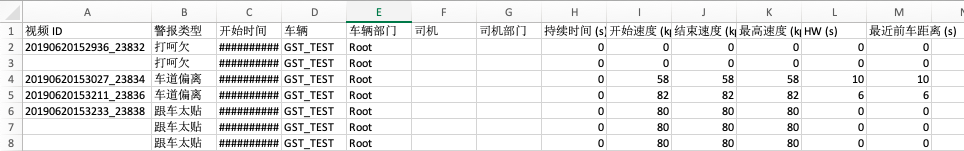 A B C D E F G H I J K L M
1 视频 ID 警报类型 开始时间 车辆 车辆部门 司机 司机部门 持续时间 (s) 开始速度 (k 结束速度 (k 最高速度 (k HW (s) 最近前车距离 (s)
2 20190620152936_23832 打呵欠 ########## GST_TEST Root 0 0 0 0 0 0
3 打呵欠 ########## GST_TEST Root 0 0 0 0 0 0
4 20190620153027_23834 车道偏离 ########## GST_TEST Root 0 58 58 58 10 10
5 20190620153211_23836 车道偏离 ########## GST_TEST Root 0 82 82 82 6 6
6 20190620153233_23838 跟车太贴 ########## GST_TEST Root 0 80 80 80 0 0
7 跟车太贴 ########## GST_TEST Root 0 80 80 80 0 0
8 跟车太贴 ########## GST_TEST Root 0 80 80 80 0 0